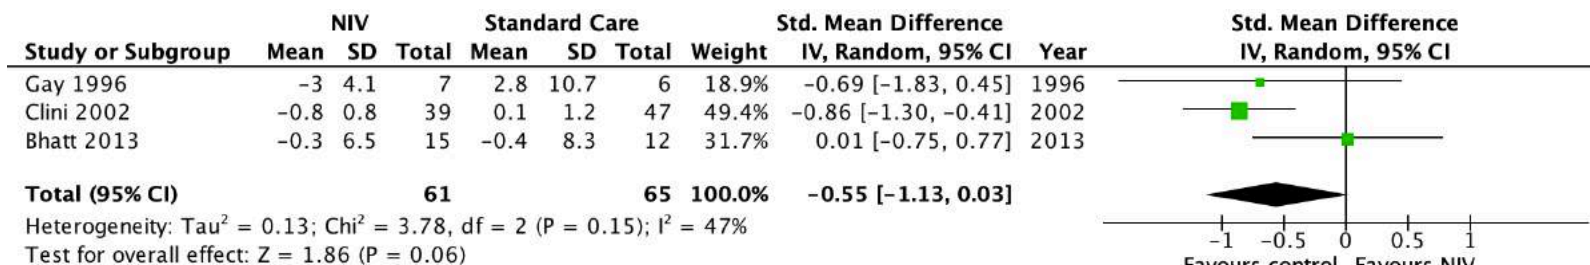 NIV Standard Care Std. Mean Difference Std. Mean Difference
Study or Subgroup Mean SD Total Mean SD Total Weight IV, Random, 95% CI Year IV, Random, 95% CI
Gay 1996 −3 4.1 7 2.8 10.7 6 18.9% −0.69 [−1.83, 0.45] 1996
Clini 2002 −0.8 0.8 39 0.1 1.2 47 49.4% −0.86 [−1.30, −0.41] 2002
Bhatt 2013 −0.3 6.5 15 −0.4 8.3 12 31.7% 0.01 [−0.75, 0.77] 2013
Total (95% CI) 61 65 100.0% −0.55 [−1.13, 0.03]
Heterogeneity: Tau² = 0.13; Chi² = 3.78, df = 2 (P = 0.15); I² = 47%
Test for overall effect: Z = 1.86 (P = 0.06)
−1 −0.5 0 0.5 1
Favours control Favours NIV